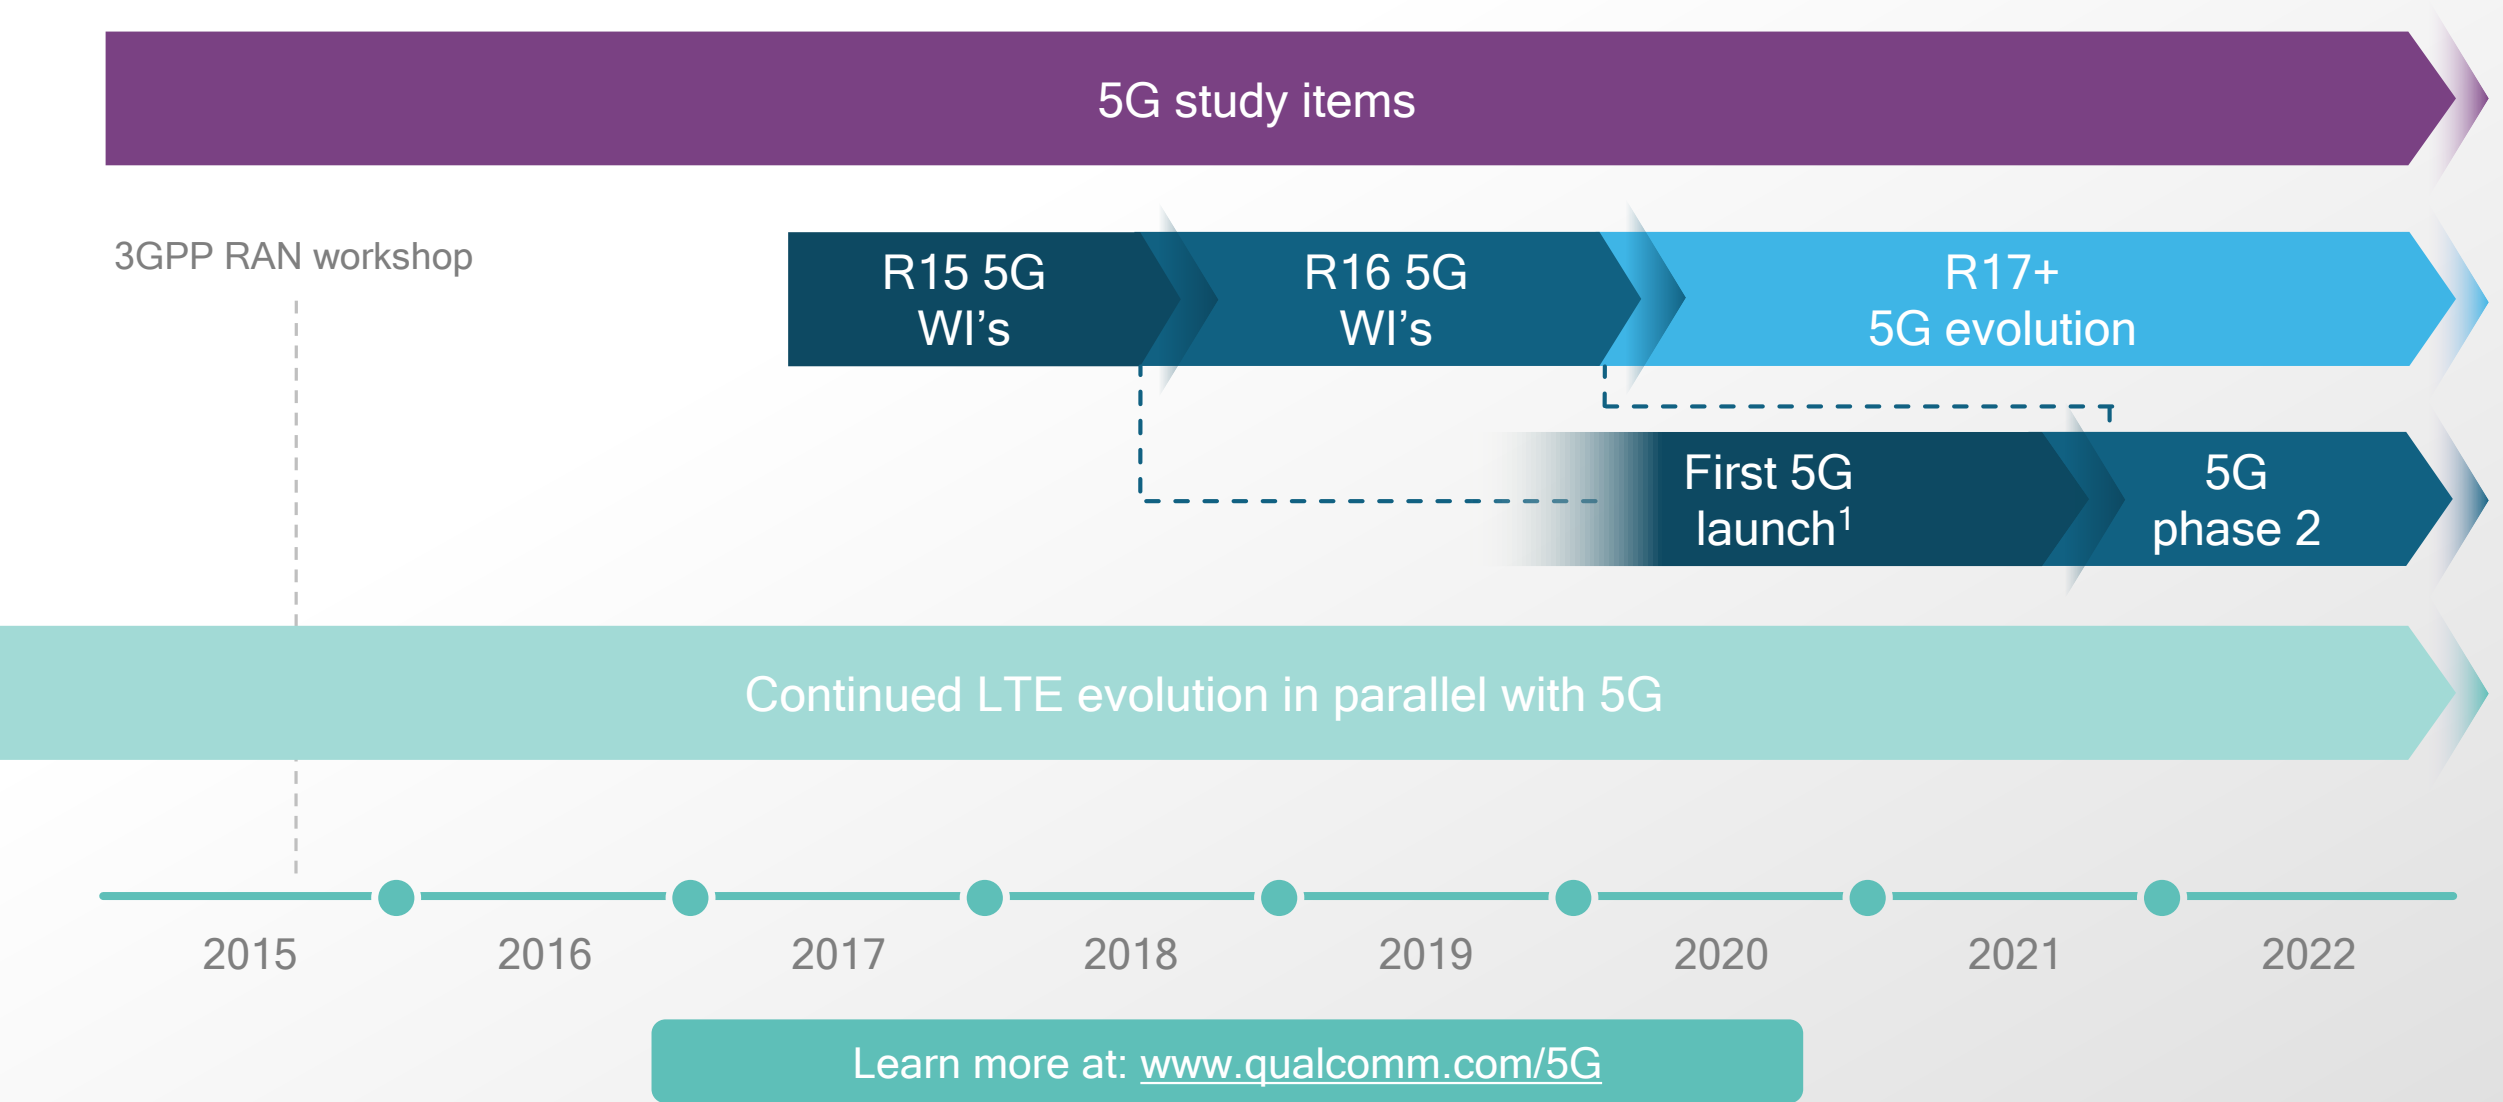 5G study items
3GPP RAN workshop
R15 5G
WI's
R16 5G
WI's
R17+
5G evolution
First 5G
launch¹
5G
phase 2
Continued LTE evolution in parallel with 5G
2015
2016
2017
2018
2019
2020
2021
2022
Learn more at: www.qualcomm.com/5G